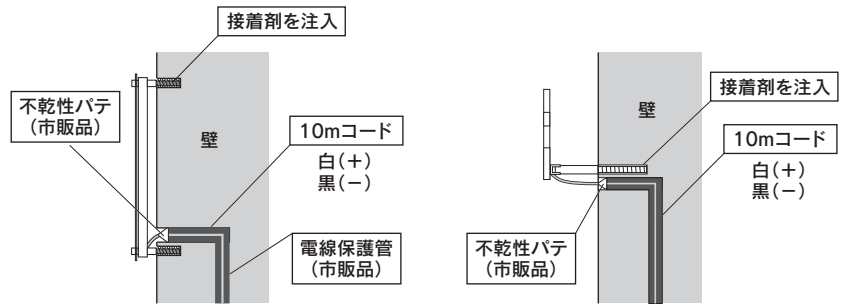 接着剤を注入
不乾性パテ
（市販品）
壁
10mコード
白（+）
黒（−）
電線保護管
（市販品）
接着剤を注入
壁
10mコード
白（+）
黒（−）
不乾性パテ
（市販品）